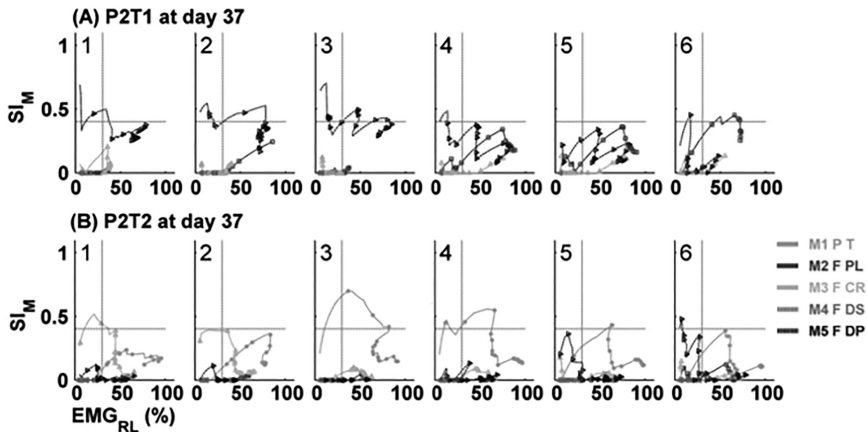 (A) P2T1 at day 37
1 2 3 4 5 6
SI_M
1
0.5
0
0 50 100 0 50 100 0 50 100 0 50 100 0 50 100 0 50 100
(B) P2T2 at day 37
1 2 3 4 5 6
SI_M
1
0.5
0
0 50 100 0 50 100 0 50 100 0 50 100 0 50 100 0 50 100
EMG_RL (%)
M1 P T
M2 F PL
M3 F CR
M4 F DS
M5 F DP